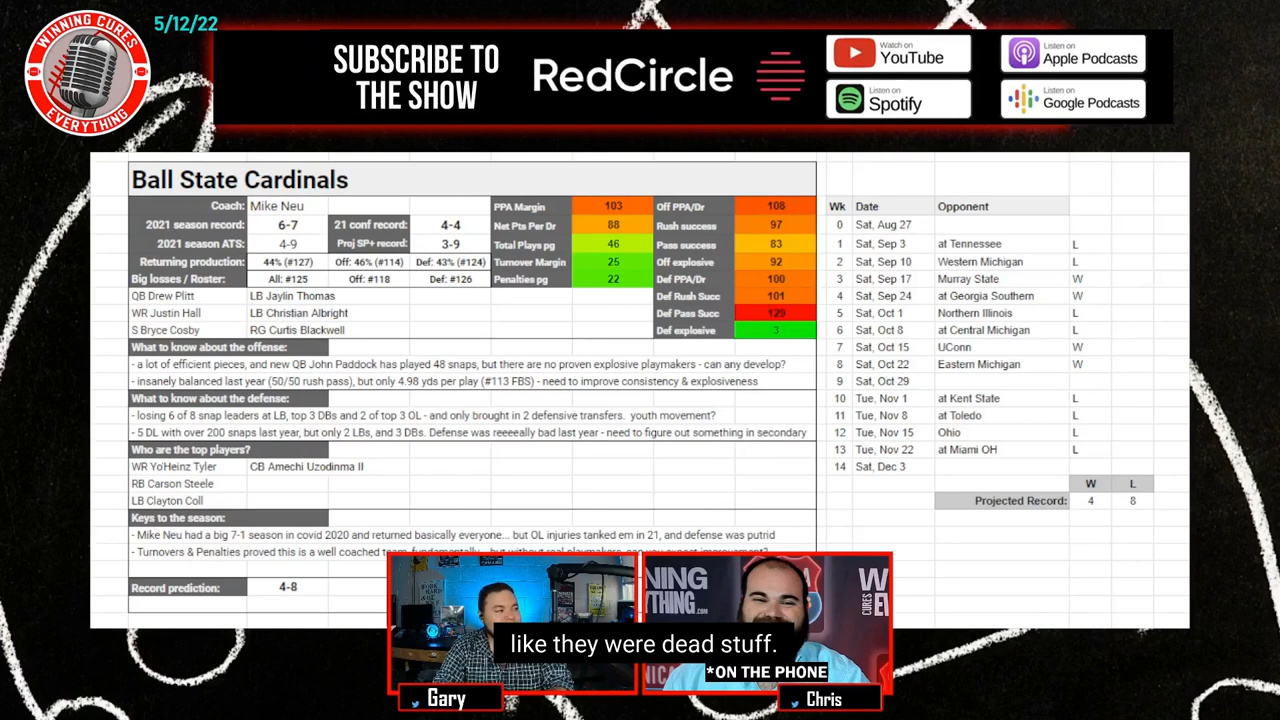 5/12/22
WINNING CURES
EVERYTHING
SUBSCRIBE TO
THE SHOW
RedCircle
Watch on
YouTube
Listen on
Spotify
Listen on
Apple Podcasts
Listen on
Google Podcasts
Ball State Cardinals
Coach: Mike Neu
2021 season record: 6-7 21 conf record: 4-4
2021 season ATS: 4-9 Proj SP+ record: 3-9
Returning production: 44% (#127) Off: 46% (#114) Def: 43% (#124)
Big losses / Roster: All: #125 Off: #118 Def: #126
QB Drew Plitt LB Jaylin Thomas
WR Justin Hall LB Christian Albright
S Bryce Cosby RG Curtis Blackwell
PPA Margin 103 Off PPA/Dr 108
Net Pts Per Dr 88 Rush success 97
Total Plays pg 46 Pass success 83
Turnover Margin 25 Off explosive 92
Penalties pg 22 Def PPA/Dr 100
Def Rush Succ 101
Def Pass Succ 129
Def explosive 3
What to know about the offense:
- a lot of efficient pieces, and new QB John Paddock has played 48 snaps, but there are no proven explosive playmakers - can any develop?
- insanely balanced last year (50/50 rush pass), but only 4.98 yds per play (#113 FBS) - need to improve consistency & explosiveness
What to know about the defense:
- losing 6 of 8 snap leaders at LB, top 3 DBs and 2 of top 3 OL - and only brought in 2 defensive transfers. youth movement?
- 5 DL with over 200 snaps last year, but only 2 LBs, and 3 DBs. Defense was reeeeally bad last year - need to figure out something in secondary
Who are the top players?
WR Yo'Heinz Tyler CB Amechi Uzodinma II
RB Carson Steele
LB Clayton Coll
Keys to the season:
- Mike Neu had a big 7-1 season in covid 2020 and returned basically everyone... but OL injuries tanked em in 21, and defense was putrid
- Turnovers & Penalties proved this is a well coached team, fundamentally... but without real playmakers, can you expect improvement?
Record prediction: 4-8
Wk Date Opponent
0 Sat, Aug 27
1 Sat, Sep 3 at Tennessee L
2 Sat, Sep 10 Western Michigan L
3 Sat, Sep 17 Murray State W
4 Sat, Sep 24 at Georgia Southern W
5 Sat, Oct 1 Northern Illinois L
6 Sat, Oct 8 at Central Michigan L
7 Sat, Oct 15 UConn W
8 Sat, Oct 22 Eastern Michigan W
9 Sat, Oct 29
10 Tue, Nov 1 at Kent State L
11 Tue, Nov 8 at Toledo L
12 Tue, Nov 15 Ohio L
13 Tue, Nov 22 at Miami OH L
14 Sat, Dec 3
W L
Projected Record: 4 8
like they were dead stuff.
*ON THE PHONE
Gary
Chris